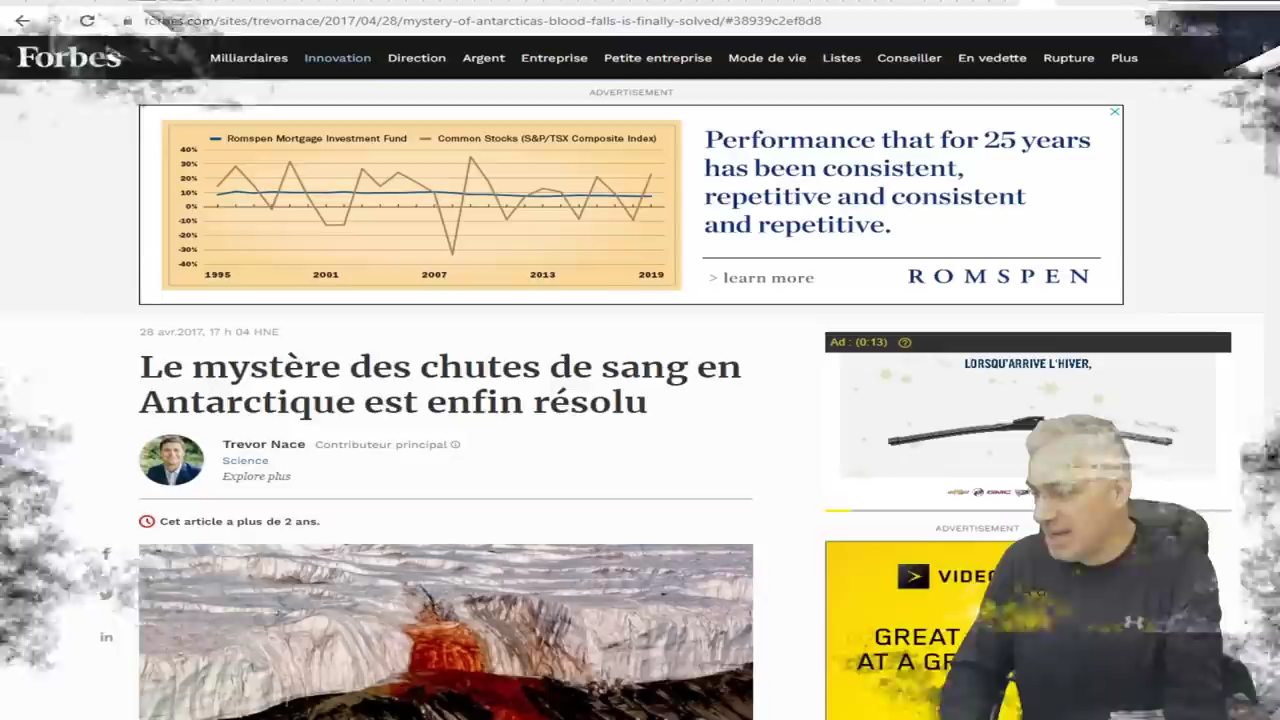 forbes.com/sites/trevornace/2017/04/28/mystery-of-antarcticas-blood-falls-is-finally-solved/#38939c2ef8d8
Forbes Milliardaires Innovation Direction Argent Entreprise Petite entreprise Mode de vie Listes Conseiller En vedette Rupture Plus
ADVERTISEMENT
Romspen Mortgage Investment Fund Common Stocks (S&P/TSX Composite Index)
40%
30%
20%
10%
0%
-10%
-20%
-30%
-40%
1995 2001 2007 2013 2019
Performance that for 25 years
has been consistent,
repetitive and consistent
and repetitive.
> learn more
ROMSPEN
28 avr.2017, 17 h 04 HNE
Le mystère des chutes de sang en
Antarctique est enfin résolu
Trevor Nace Contributeur principal
Science
Explore plus
Cet article a plus de 2 ans.
Ad : (0:13)
LORSQU'ARRIVE L'HIVER,
GMC
ADVERTISEMENT
GREAT
AT A